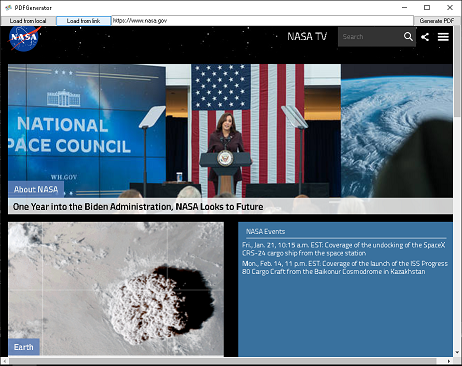 PDFGenerator
Load from local
Load from link
https://www.nasa.gov
Generate PDF
NASA
NASA TV
Search
NATIONAL
PACE COUNCIL
WH.GOV
About NASA
One Year into the Biden Administration, NASA Looks to Future
NASA Events
Fri, Jan. 21, 10:15 a.m. EST: Coverage of the undocking of the SpaceX
CRS-24 cargo ship from the space station
Mon., Feb. 14, 11 p.m. EST: Coverage of the launch of the ISS Progress
80 Cargo Craft from the Baikonur Cosmodrome in Kazakhstan
Earth